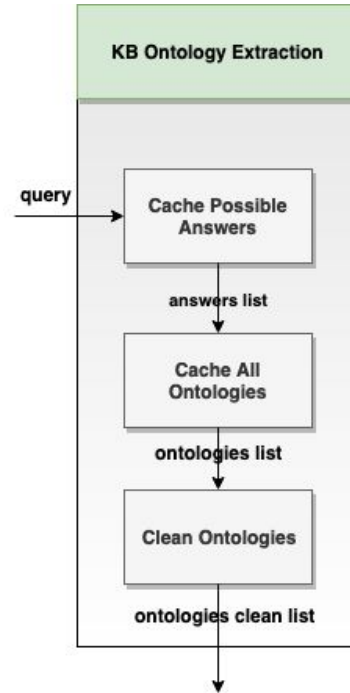 KB Ontology Extraction
query
Cache Possible
Answers
answers list
Cache All
Ontologies
ontologies list
Clean Ontologies
ontologies clean list